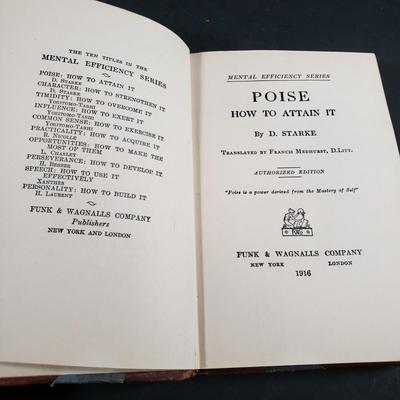 THE TEN TITLES IN THE
MENTAL EFFICIENCY SERIES
POISE: HOW TO ATTAIN IT
D. Starke
CHARACTER: HOW TO STRENGTHEN IT
D. Starke
TIMIDITY: HOW TO OVERCOME IT
Yoritomo-Tashi
INFLUENCE: HOW TO EXERT IT
Yoritomo-Tashi
COMMON SENSE: HOW TO EXERCISE IT
Yoritomo-Tashi
PRACTICALITY: HOW TO ACQUIRE IT
R. Nicolle
OPPORTUNITIES: HOW TO MAKE THE
MOST OF THEM
L. Charley
PERSEVERANCE: HOW TO DEVELOP IT
H. Besser
SPEECH: HOW TO USE IT
EFFECTIVELY
Xanthes
PERSONALITY: HOW TO BUILD IT
H. Laurent
FUNK & WAGNALLS COMPANY
Publishers
NEW YORK AND LONDON
MENTAL EFFICIENCY SERIES
POISE
HOW TO ATTAIN IT
By D. STARKE
Translated by Francis Medhurst, D.Litt.
AUTHORIZED EDITION
"Poise is a power derived from the Mastery of Self"
FUNK & WAGNALLS COMPANY
NEW YORK LONDON
1916